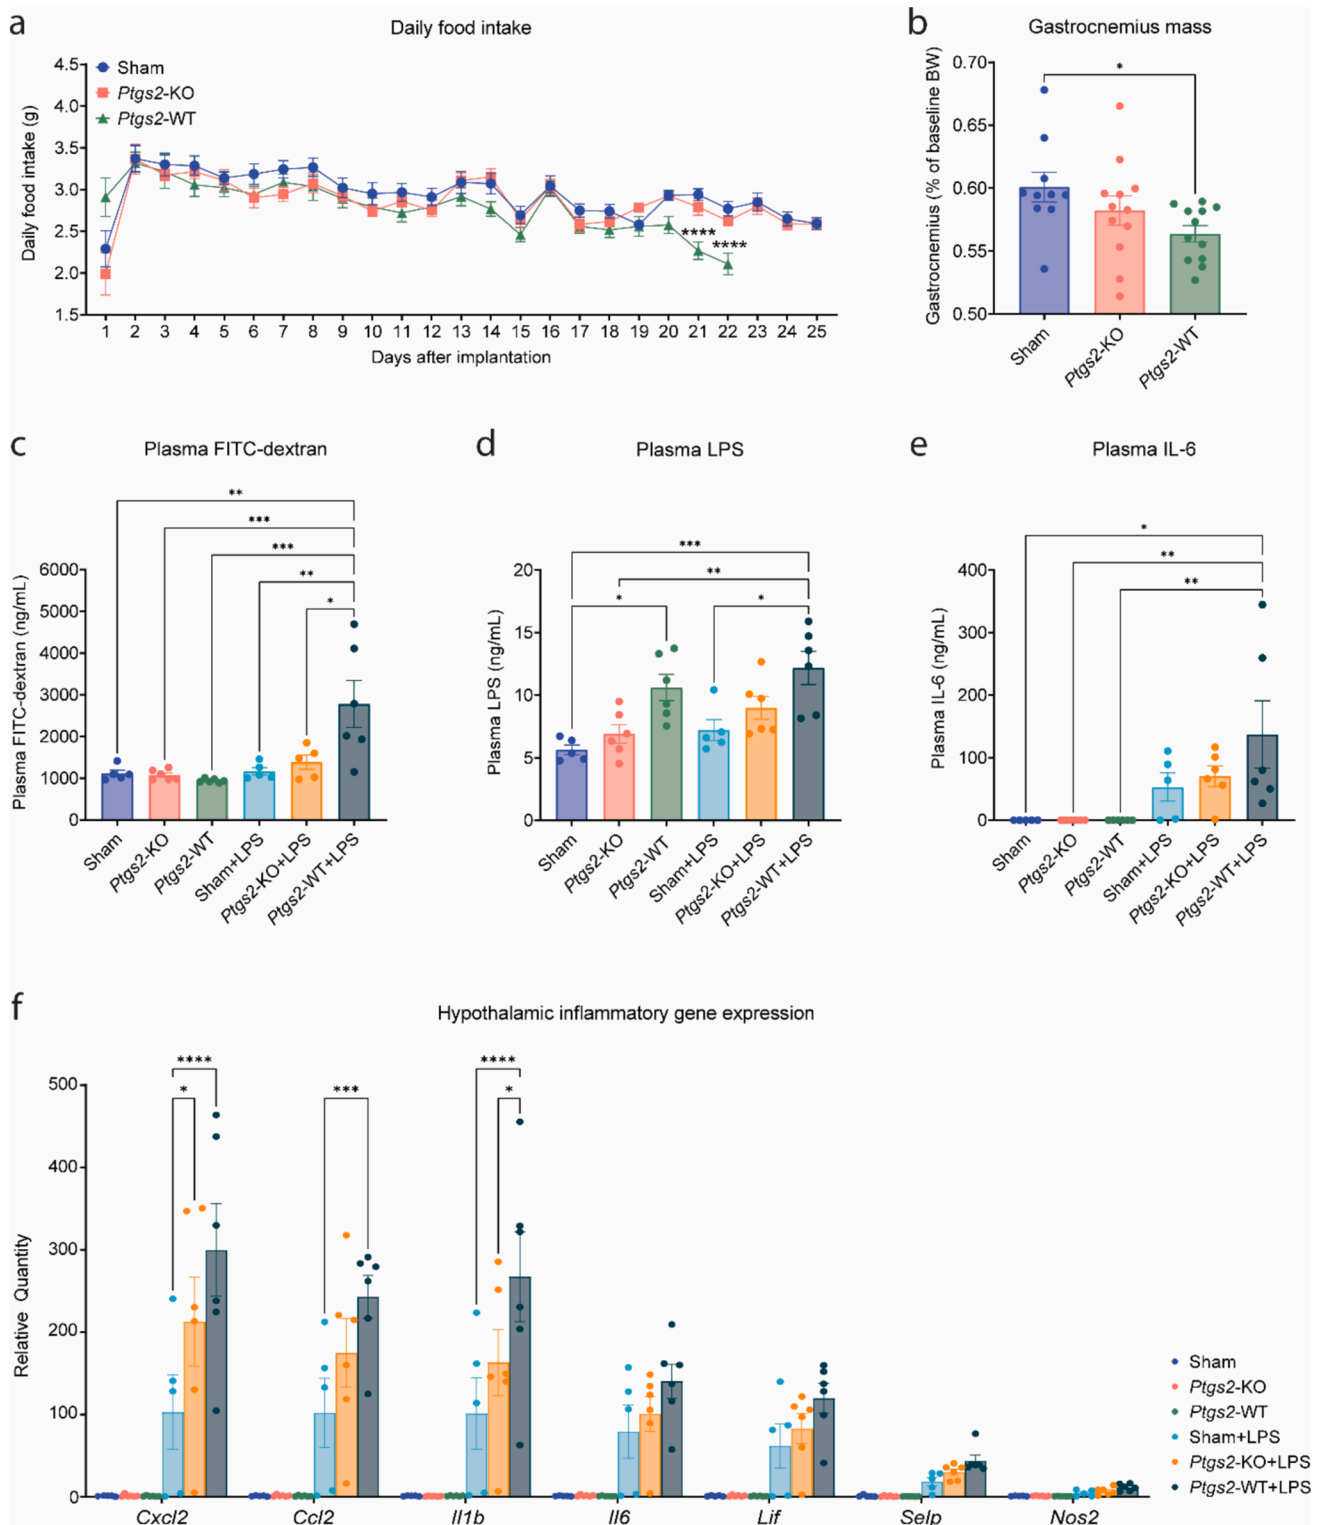 a
Daily food intake
4.5
4.0
3.5
3.0
2.5
2.0
1.5
Daily food intake (g)
Sham
Ptgs2-KO
Ptgs2-WT
****
****
1 2 3 4 5 6 7 8 9 10 11 12 13 14 15 16 17 18 19 20 21 22 23 24 25
Days after implantation
b
Gastrocnemius mass
Gastrocnemius (% of baseline BW)
0.70
0.65
0.60
0.55
0.50
*
Sham
Ptgs2-KO
Ptgs2-WT
c
Plasma FITC-dextran
Plasma FITC-dextran (ng/mL)
**
***
***
**
*
6000
5000
4000
3000
2000
1000
0
Sham
Ptgs2-KO
Ptgs2-WT
Sham+LPS
Ptgs2-KO+LPS
Ptgs2-WT+LPS
d
Plasma LPS
Plasma LPS (ng/mL)
***
**
* *
20
15
10
5
0
Sham
Ptgs2-KO
Ptgs2-WT
Sham+LPS
Ptgs2-KO+LPS
Ptgs2-WT+LPS
e
Plasma IL-6
Plasma IL-6 (ng/mL)
*
**
**
400
300
200
100
0
Sham
Ptgs2-KO
Ptgs2-WT
Sham+LPS
Ptgs2-KO+LPS
Ptgs2-WT+LPS
f
Hypothalamic inflammatory gene expression
Relative Quantity
500
400
300
200
100
0
**** ****
* *** *
Cxcl2 Ccl2 Il1b Il6 Lif Selp Nos2
Sham
Ptgs2-KO
Ptgs2-WT
Sham+LPS
Ptgs2-KO+LPS
Ptgs2-WT+LPS